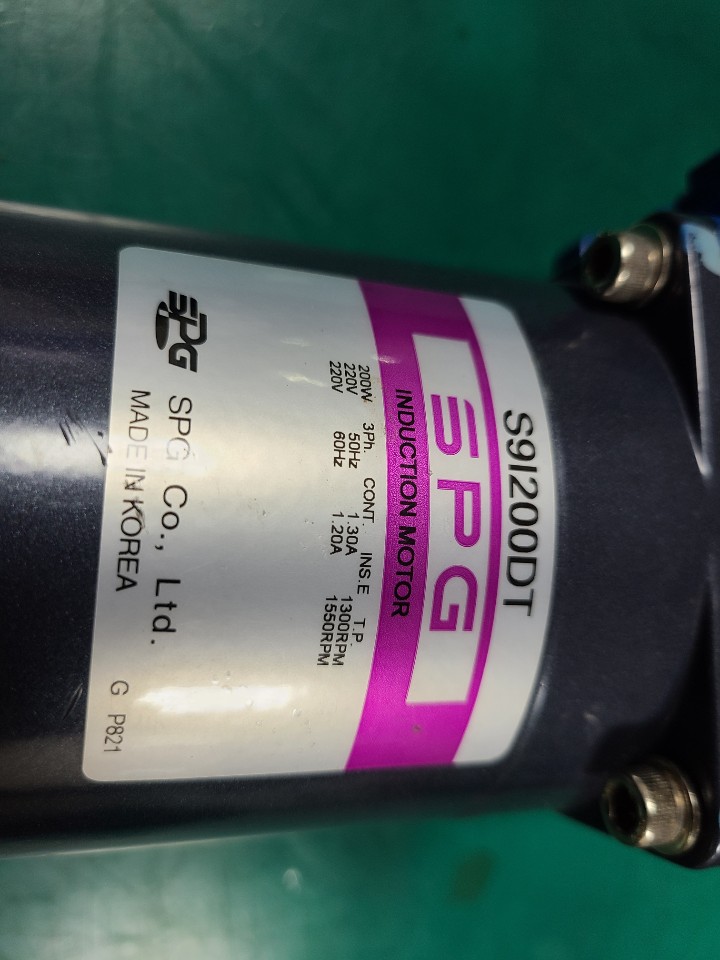 S9I200DT
SPG
INDUCTION MOTOR
200W 3Ph. CONT. INS.E T.P.
220V 50Hz 1.30A 1300RPM
220V 60Hz 1.20A 1550RPM
SPG SPG Co., Ltd.
MADE IN KOREA G P821